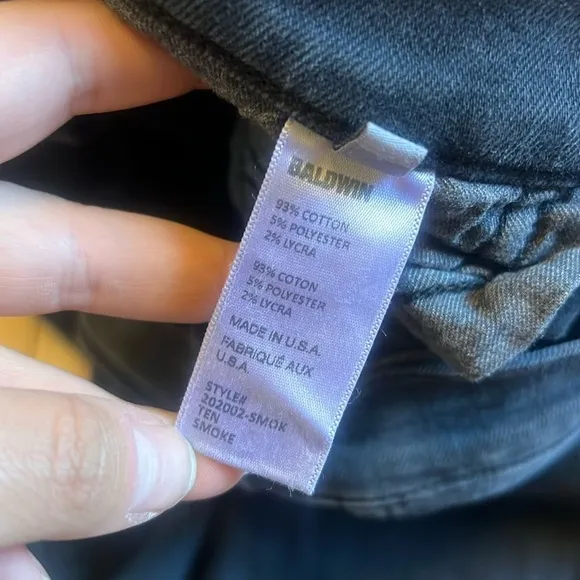 BALDWIN
93% COTTON
5% POLYESTER
2% LYCRA
93% COTON
5% POLYESTER
2% LYCRA
MADE IN U.S.A.
FABRIQUÉ AUX
U.S.A.
STYLE#
202002-SMOK
TEN
SMOKE